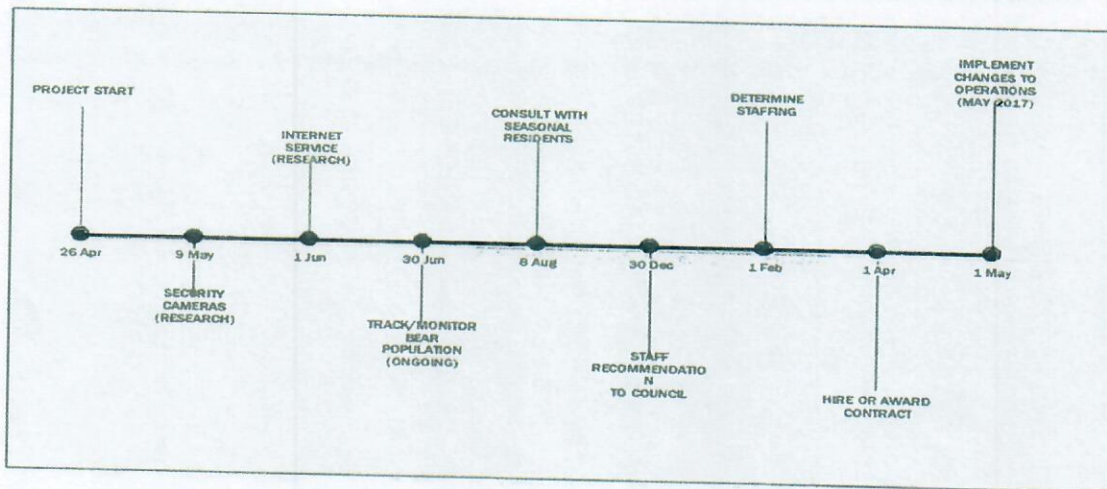 PROJECT START
INTERNET
SERVICE
(RESEARCH)
CONSULT WITH
SEASONAL
RESIDENTS
DETERMINE
STAFFING
IMPLEMENT
CHANGES TO
OPERATIONS
(MAY 2017)
26 Apr
9 May
1 Jun
30 Jun
8 Aug
30 Dec
1 Feb
1 Apr
1 May
SECURITY
CAMERAS
(RESEARCH)
TRACK/MONITOR
BEAR
POPULATION
(ONGOING)
STAFF
RECOMMENDATIO
N
TO COUNCIL
HIRE OR AWARD
CONTRACT